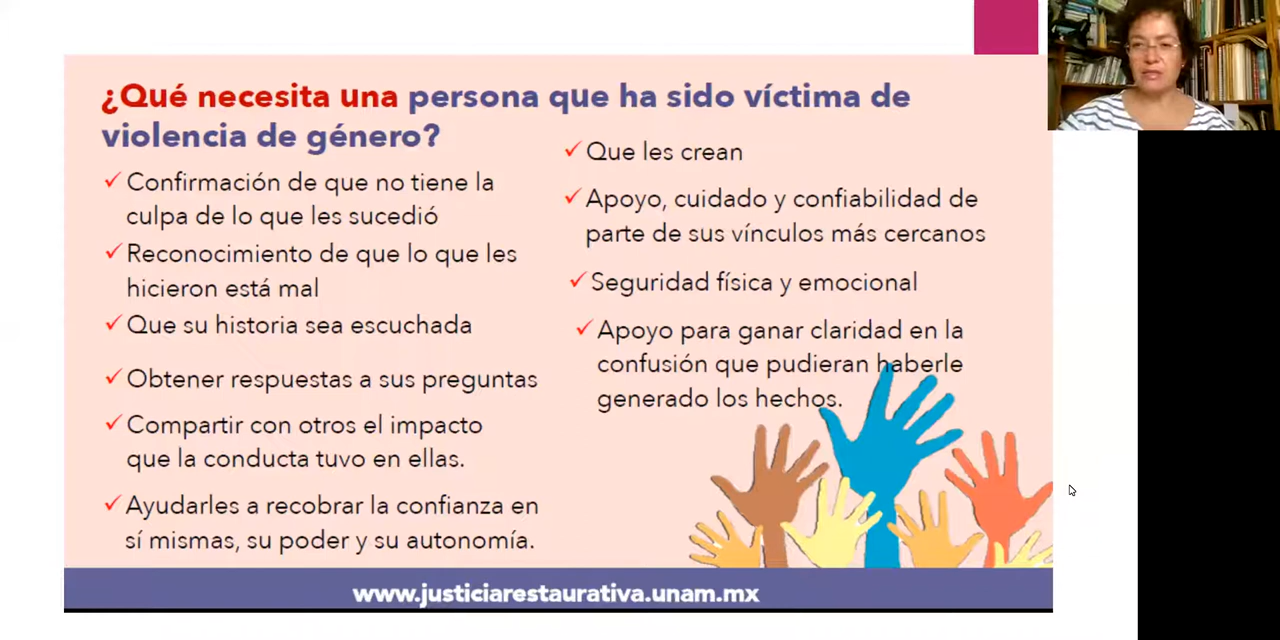 ¿Qué necesita una persona que ha sido víctima de
violencia de género?
Confirmación de que no tiene la
culpa de lo que les sucedió
Reconocimiento de que lo que les
hicieron está mal
Que su historia sea escuchada
Obtener respuestas a sus preguntas
Compartir con otros el impacto
que la conducta tuvo en ellas.
Ayudarles a recobrar la confianza en
sí mismas, su poder y su autonomía.
Que les crean
Apoyo, cuidado y confiabilidad de
parte de sus vínculos más cercanos
Seguridad física y emocional
Apoyo para ganar claridad en la
confusión que pudieran haberle
generado los hechos.
www.justiciarestaurativa.unam.mx